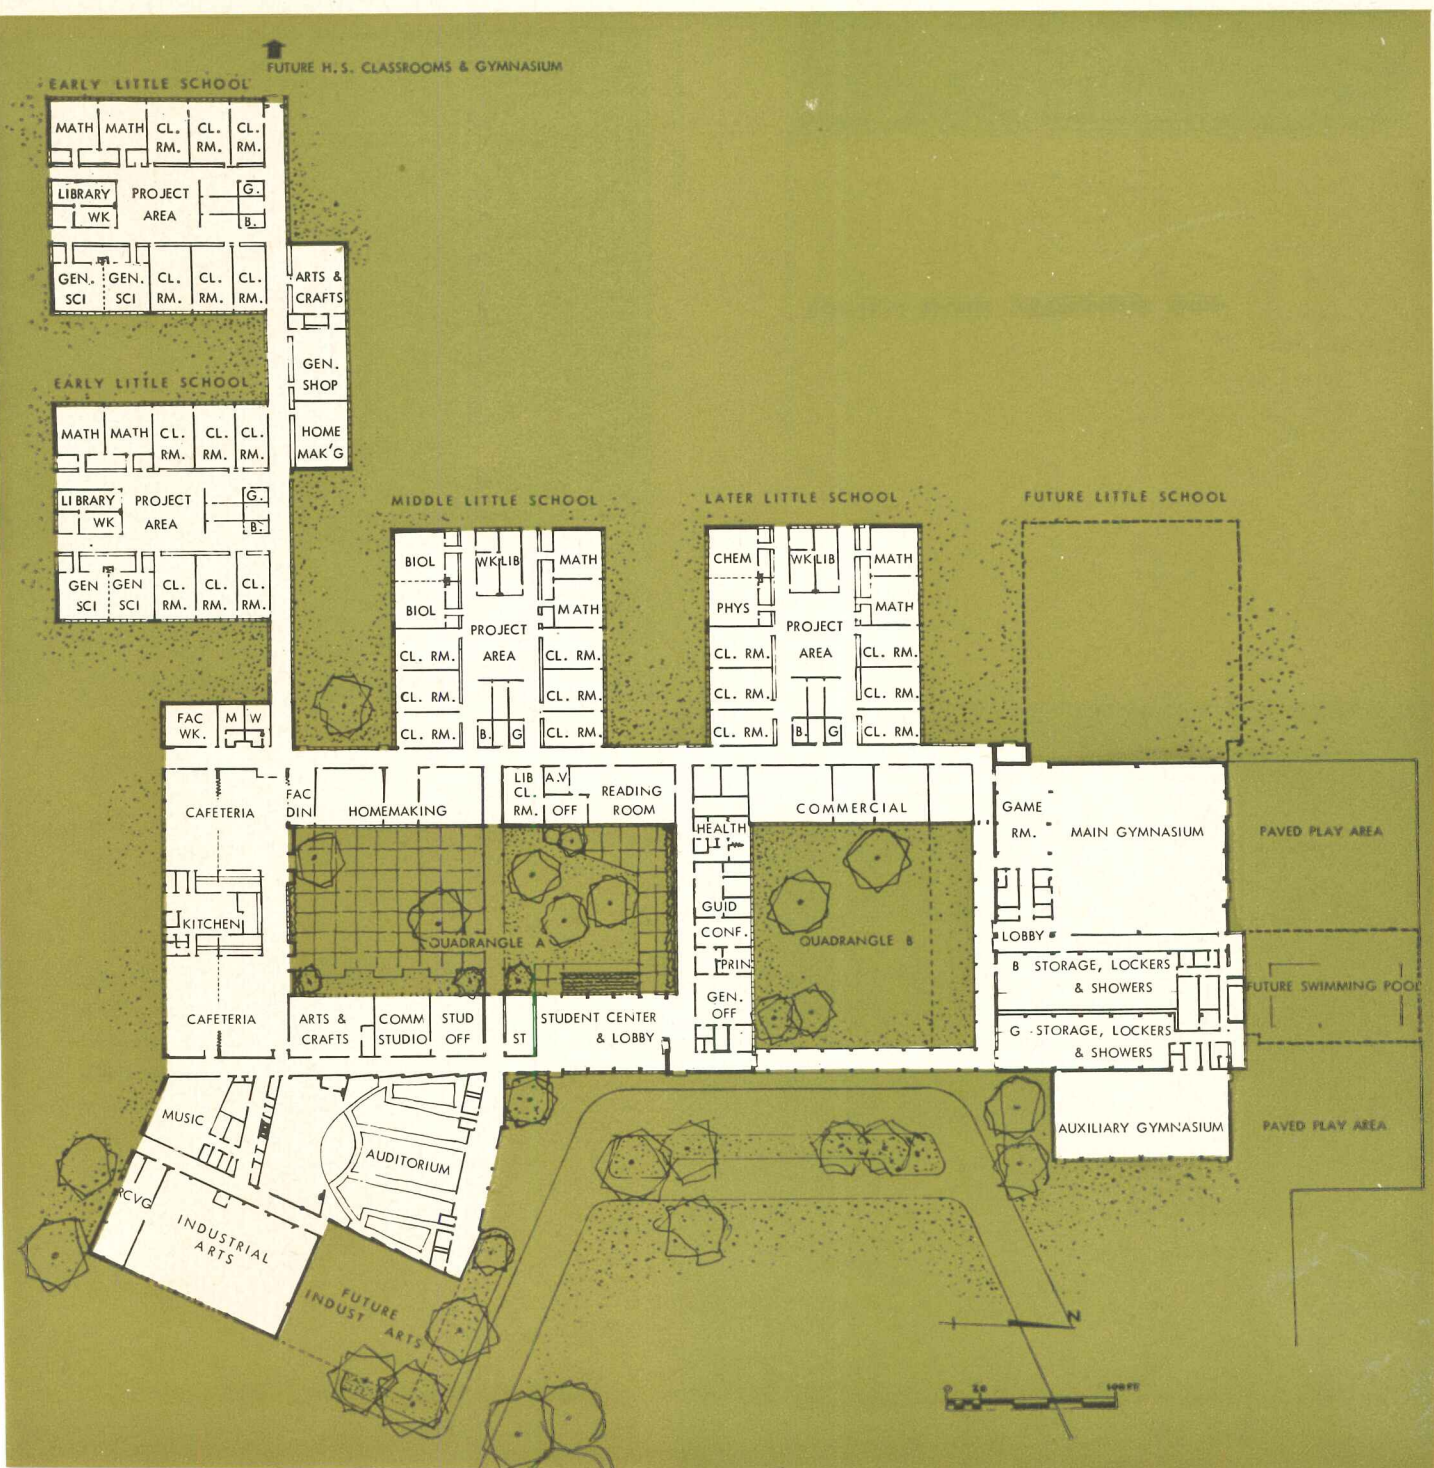 FUTURE H. S. CLASSROOMS & GYMNASIUM
EARLY LITTLE SCHOOL
MATH
MATH
CL.
RM.
CL.
RM.
CL.
RM.
LIBRARY
WK
PROJECT
AREA
G.
B.
GEN.
SCI
GEN.
SCI
CL.
RM.
CL.
RM.
CL.
RM.
ARTS &
CRAFTS
GEN.
SHOP
HOME
MAK'G
EARLY LITTLE SCHOOL
MATH
MATH
CL.
RM.
CL.
RM.
CL.
RM.
LIBRARY
WK
PROJECT
AREA
G.
B.
GEN
SCI
GEN
SCI
CL.
RM.
CL.
RM.
CL.
RM.
MIDDLE LITTLE SCHOOL
BIOL
BIOL
WK
LIB
MATH
MATH
PROJECT
AREA
CL. RM.
CL. RM.
CL. RM.
CL. RM.
CL. RM.
CL. RM.
B.
G
LATER LITTLE SCHOOL
CHEM
PHYS
WK
LIB
MATH
MATH
PROJECT
AREA
CL. RM.
CL. RM.
CL. RM.
CL. RM.
CL. RM.
CL. RM.
B.
G
FUTURE LITTLE SCHOOL
FAC
WK.
M
W
CAFETERIA
FAC
DIN
HOMEMAKING
LIB
CL.
RM.
A.V
OFF
READING
ROOM
HEALTH
COMMERCIAL
GAME
RM.
MAIN GYMNASIUM
PAVED PLAY AREA
KITCHEN
QUADRANGLE A
GUID
CONF.
PRIN
GEN.
OFF
QUADRANGLE B
LOBBY
B STORAGE, LOCKERS
& SHOWERS
FUTURE SWIMMING POOL
G - STORAGE, LOCKERS
& SHOWERS
CAFETERIA
ARTS &
CRAFTS
COMM
STUDIO
STUD
OFF
ST
STUDENT CENTER
& LOBBY
MUSIC
AUDITORIUM
AUXILIARY GYMNASIUM
PAVED PLAY AREA
RCVG
INDUSTRIAL
ARTS
FUTURE
INDUST ARTS
N
0 20 100 FT